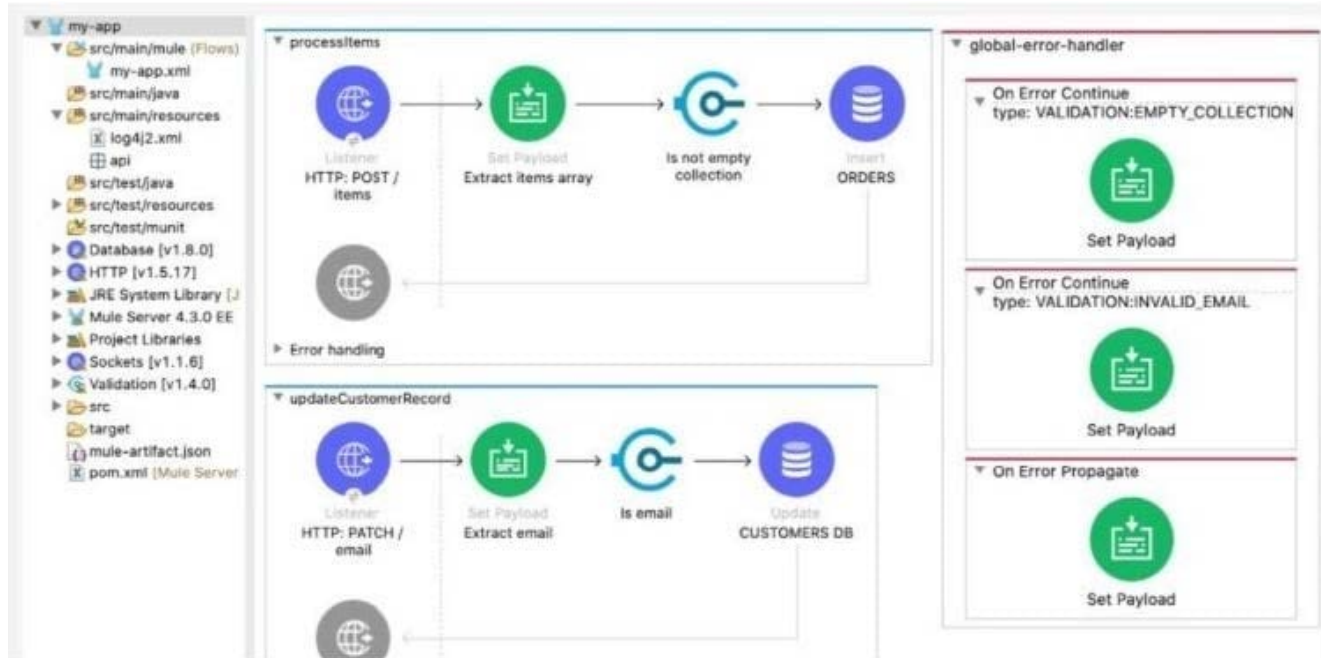 my-app
src/main/mule (Flows)
my-app.xml
src/main/java
src/main/resources
log4j2.xml
api
src/test/java
src/test/resources
src/test/munit
Database [v1.8.0]
HTTP [v1.5.17]
JRE System Library [J
Mule Server 4.3.0 EE
Project Libraries
Sockets [v1.1.6]
Validation [v1.4.0]
src
target
mule-artifact.json
pom.xml [Mule Server
processItems
Listener
HTTP: POST /
items
Set Payload
Extract items array
Is not empty
collection
Insert
ORDERS
Error handling
updateCustomerRecord
Listener
HTTP: PATCH /
email
Set Payload
Extract email
Is email
Update
CUSTOMERS DB
global-error-handler
On Error Continue
type: VALIDATION:EMPTY_COLLECTION
Set Payload
On Error Continue
type: VALIDATION:INVALID_EMAIL
Set Payload
On Error Propagate
Set Payload